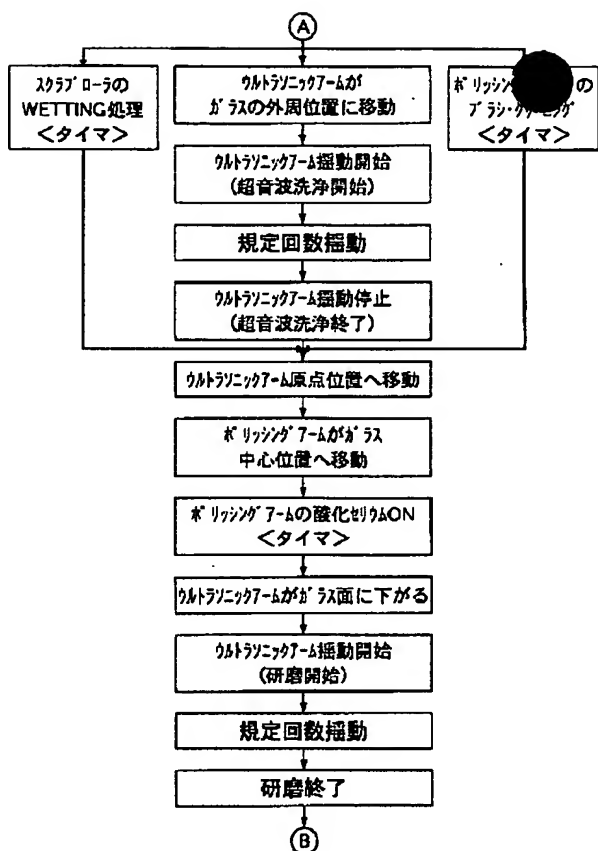 A
スクラブローラの
WETTING処理
<タイマ>
ウルトラソニックアームが
ガラスの外周位置に移動
ポリッシング の
ブラシ・クリーニング
<タイマ>
ウルトラソニックアーム揺動開始
(超音波洗浄開始)
規定回数揺動
ウルトラソニックアーム揺動停止
(超音波洗浄終了)
ウルトラソニックアーム原点位置へ移動
ポリッシングアームがガラス
中心位置へ移動
ポリッシングアームの酸化セリウムON
<タイマ>
ウルトラソニックアームがガラス面に下がる
ウルトラソニックアーム揺動開始
(研磨開始)
規定回数揺動
研磨終了
B